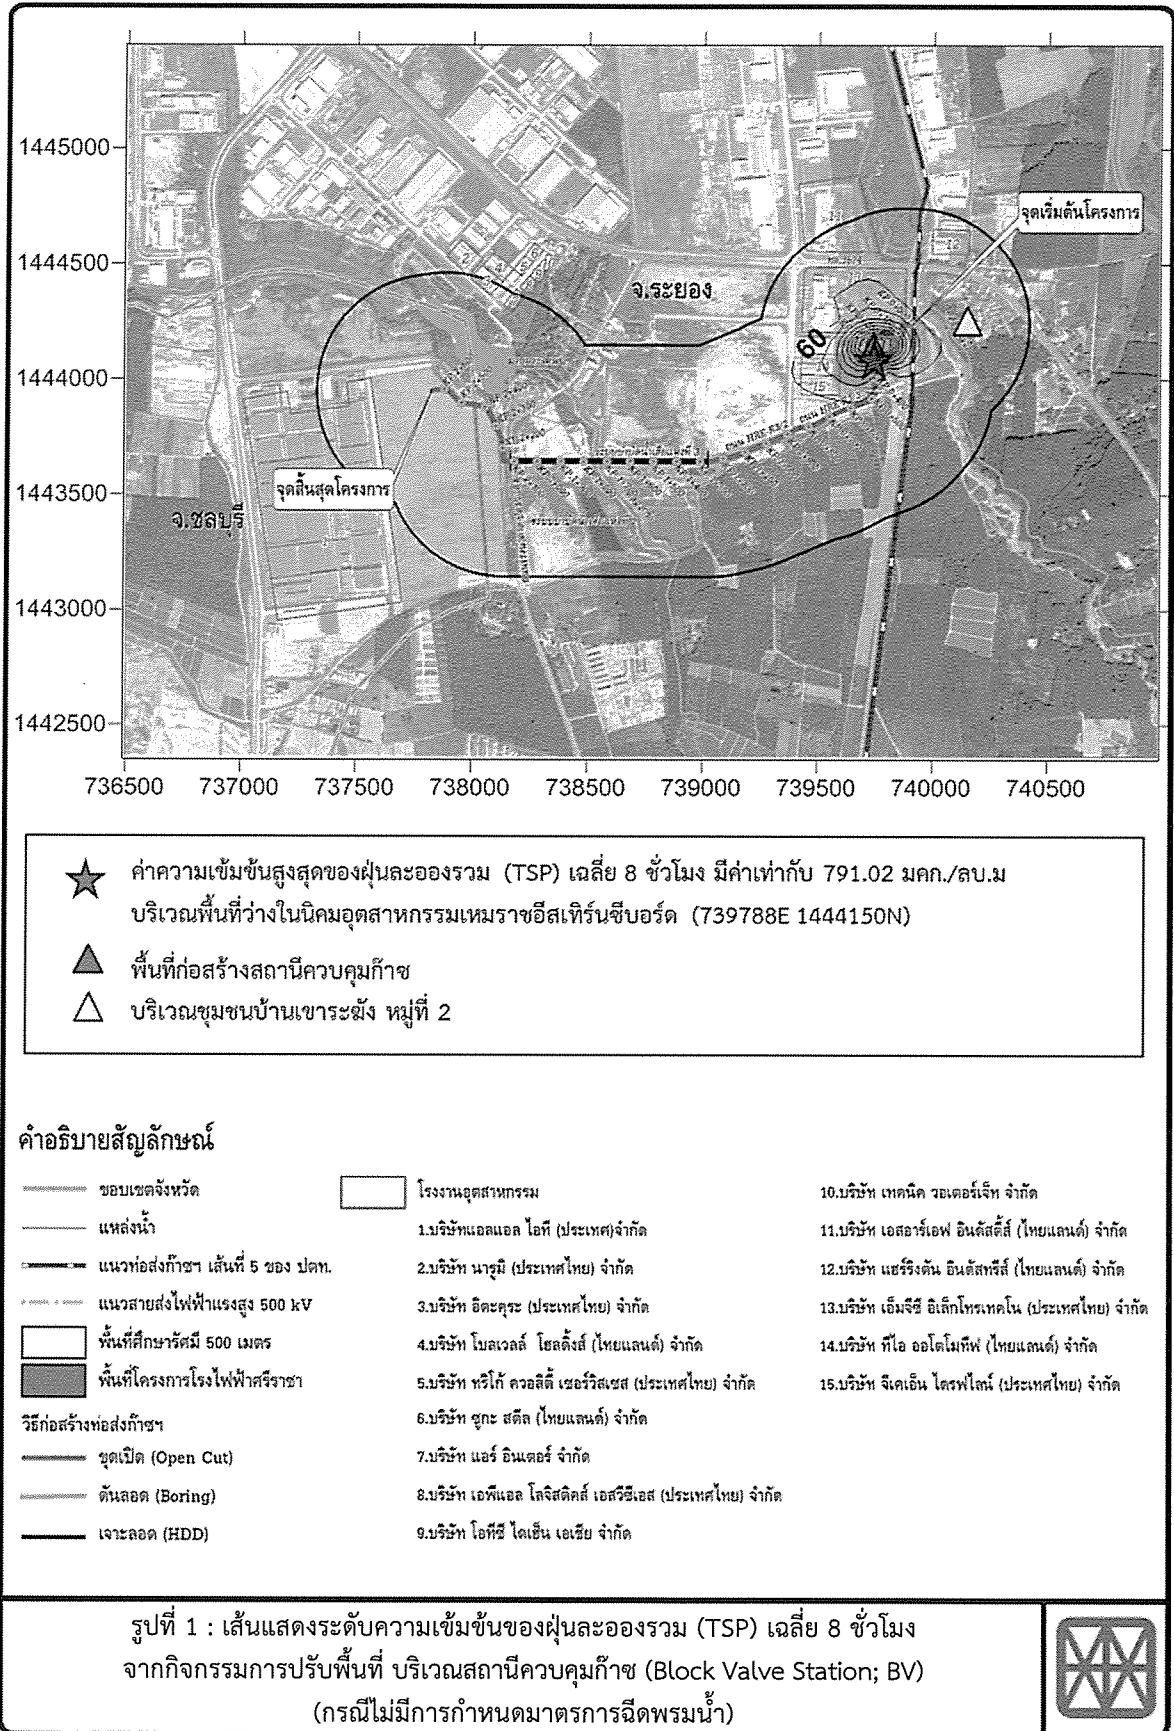 1445000
1444500
1444000
1443500
1443000
1442500
736500 737000 737500 738000 738500 739000 739500 740000 740500
จุดเริ่มต้นโครงการ
จ.ระยอง
60
จุดสิ้นสุดโครงการ
จ.ชลบุรี
ค่าความเข้มข้นสูงสุดของฝุ่นละอองรวม (TSP) เฉลี่ย 8 ชั่วโมง มีค่าเท่ากับ 791.02 มคก./ลบ.ม
บริเวณพื้นที่ว่างในนิคมอุตสาหกรรมเหมราชอีสเทิร์นซีบอร์ด (739788E 1444150N)
พื้นที่ก่อสร้างสถานีควบคุมก๊าซ
บริเวณชุมชนบ้านเขาระฆัง หมู่ที่ 2
คำอธิบายสัญลักษณ์
ขอบเขตจังหวัด
แหล่งน้ำ
แนวท่อส่งก๊าซฯ เส้นที่ 5 ของ ปตท.
แนวสายส่งไฟฟ้าแรงสูง 500 kV
พื้นที่ศึกษารัศมี 500 เมตร
พื้นที่โครงการโรงไฟฟ้าศรีราชา
วิธีก่อสร้างท่อส่งก๊าซฯ
ขุดเปิด (Open Cut)
ดันลอด (Boring)
เจาะลอด (HDD)
โรงงานอุตสาหกรรม
1.บริษัทแอลแอล ไอที (ประเทศ)จำกัด
2.บริษัท นารูมิ (ประเทศไทย) จำกัด
3.บริษัท อิตะคุระ (ประเทศไทย) จำกัด
4.บริษัท โบลเวลล์ โฮลดิ้งส์ (ไทยแลนด์) จำกัด
5.บริษัท ทริโก้ ควอลิตี้ เซอร์วิสเซส (ประเทศไทย) จำกัด
6.บริษัท ซูกะ สตีล (ไทยแลนด์) จำกัด
7.บริษัท แอร์ อินเตอร์ จำกัด
8.บริษัท เอพีแอล โลจิสติคส์ เอสวีซีเอส (ประเทศไทย) จำกัด
9.บริษัท โอทีซี ไดเฮ็น เอเชีย จำกัด
10.บริษัท เทคนิค วอเตอร์เจ็ท จำกัด
11.บริษัท เอสอาร์เอฟ อินดัสตี้ส์ (ไทยแลนด์) จำกัด
12.บริษัท แฮร์ริงตัน อินดัสทรีส์ (ไทยแลนด์) จำกัด
13.บริษัท เอ็มจีซี อิเล็กโทรเทคโน (ประเทศไทย) จำกัด
14.บริษัท ทีไอ ออโตโมทีฟ (ไทยแลนด์) จำกัด
15.บริษัท จีเคเอ็น ไดรฟไลน์ (ประเทศไทย) จำกัด
รูปที่ 1 : เส้นแสดงระดับความเข้มข้นของฝุ่นละอองรวม (TSP) เฉลี่ย 8 ชั่วโมง
จากกิจกรรมการปรับพื้นที่ บริเวณสถานีควบคุมก๊าซ (Block Valve Station; BV)
(กรณีไม่มีการกำหนดมาตรการฉีดพรมน้ำ)